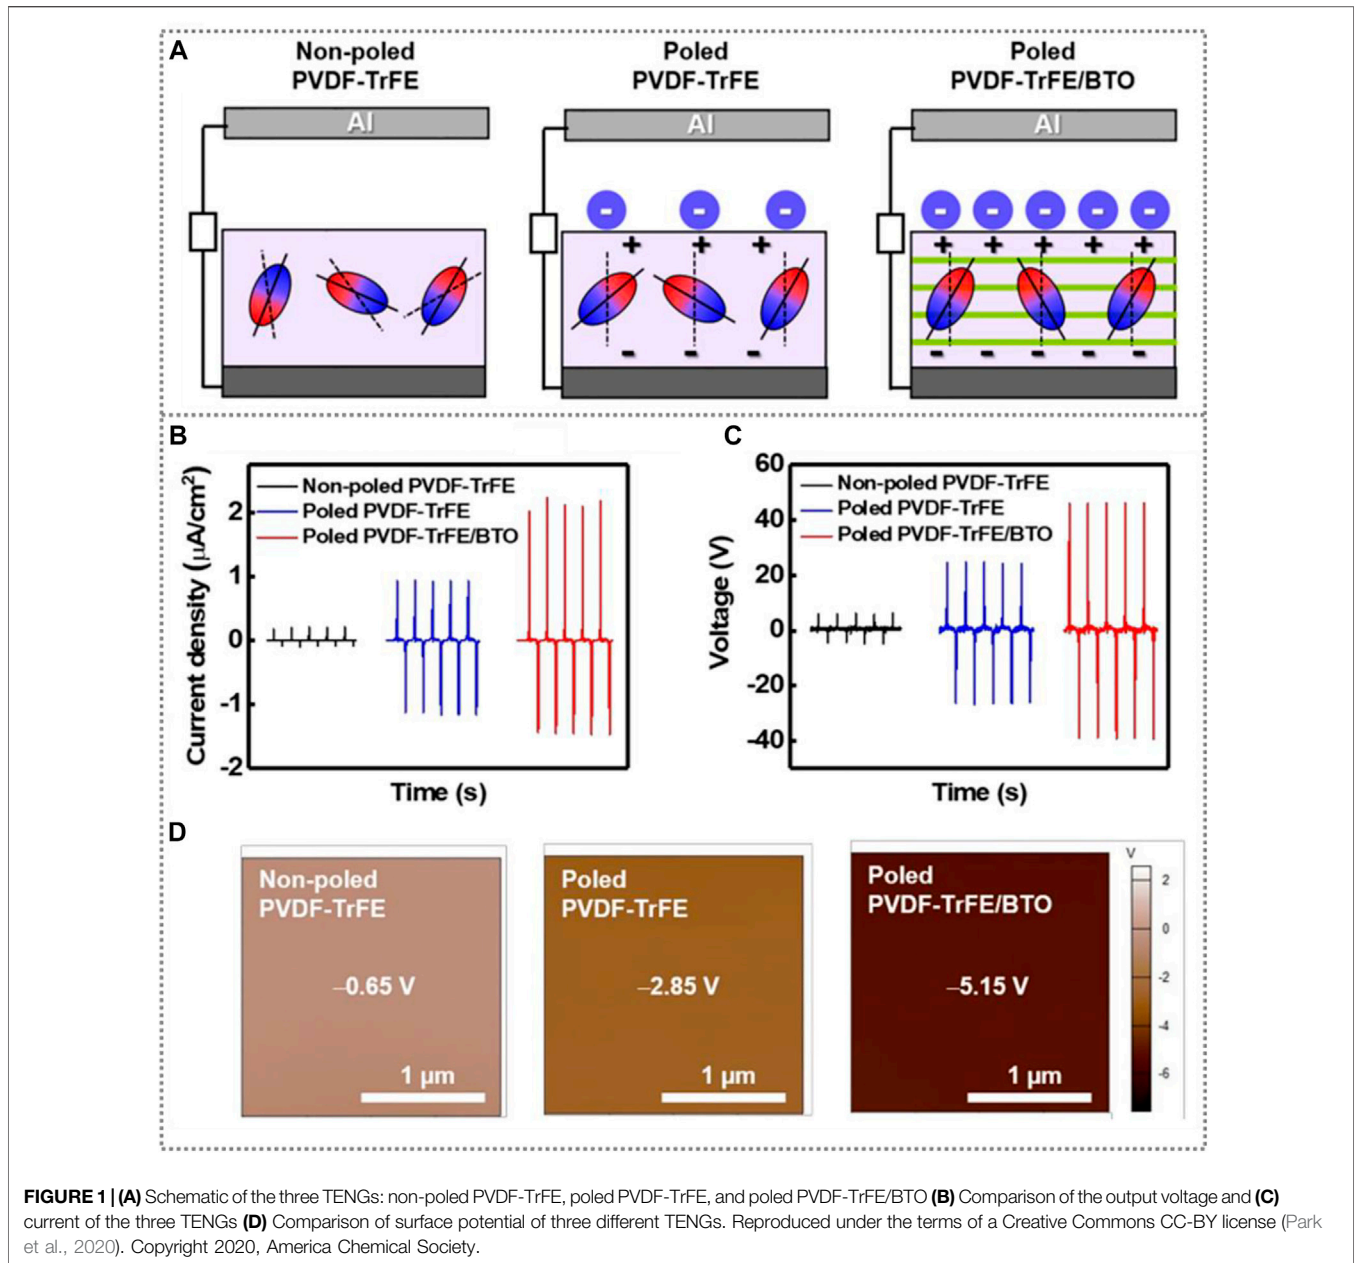 A
Non-poled
PVDF-TrFE
Poled
PVDF-TrFE
Poled
PVDF-TrFE/BTO
Al
Al
Al
- - -
- - - - -
+ + +
+ + + + +
- - -
- - - - -
B
Current density (μA/cm²)
2
1
0
-1
-2
Non-poled PVDF-TrFE
Poled PVDF-TrFE
Poled PVDF-TrFE/BTO
Time (s)
C
Voltage (V)
60
40
20
0
-20
-40
Non-poled PVDF-TrFE
Poled PVDF-TrFE
Poled PVDF-TrFE/BTO
Time (s)
D
Non-poled
PVDF-TrFE
–0.65 V
1 μm
Poled
PVDF-TrFE
–2.85 V
1 μm
Poled
PVDF-TrFE/BTO
–5.15 V
1 μm
V
2
0
-2
-4
-6
FIGURE 1 | (A) Schematic of the three TENGs: non-poled PVDF-TrFE, poled PVDF-TrFE, and poled PVDF-TrFE/BTO (B) Comparison of the output voltage and (C)
current of the three TENGs (D) Comparison of surface potential of three different TENGs. Reproduced under the terms of a Creative Commons CC-BY license (Park
et al., 2020). Copyright 2020, America Chemical Society.